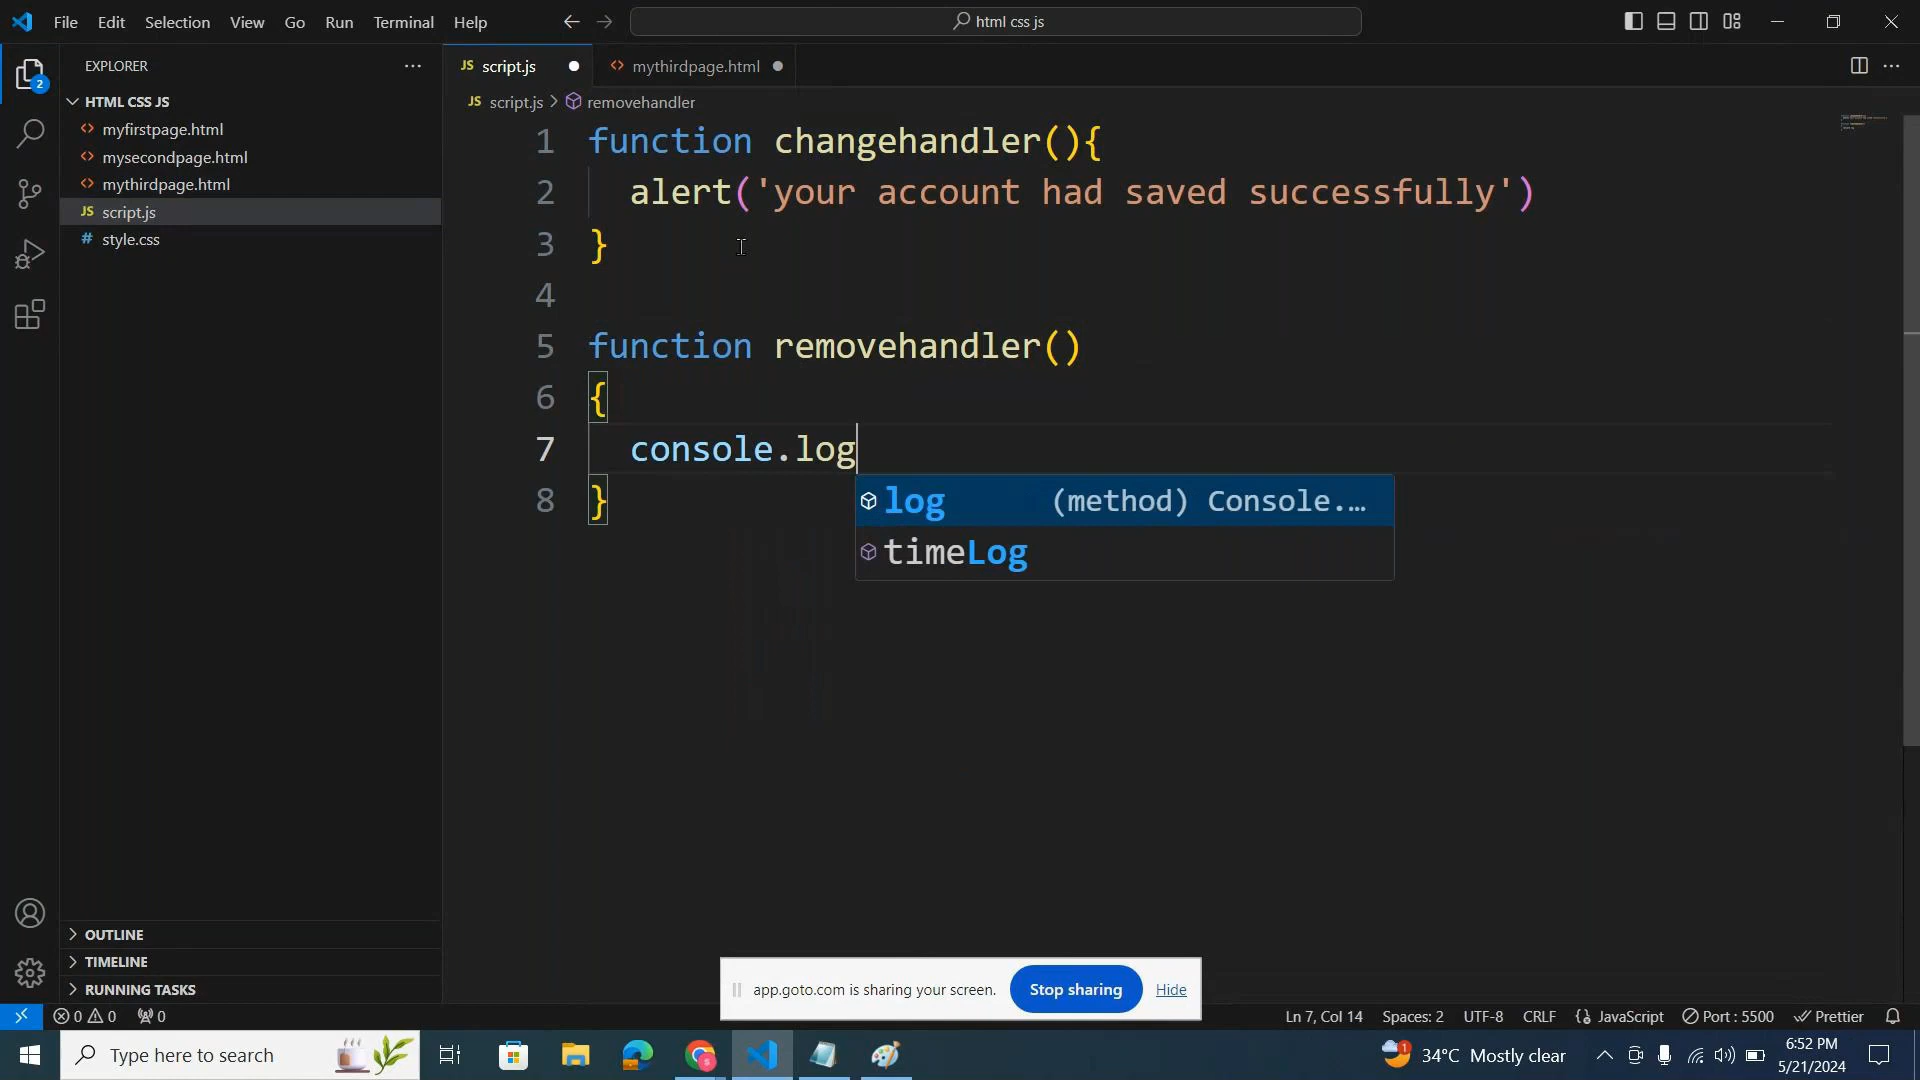 File Edit Selection View Go Run Terminal Help
html css js
EXPLORER
HTML CSS JS
myfirstpage.html
mysecondpage.html
mythirdpage.html
JS script.js
# style.css
OUTLINE
TIMELINE
RUNNING TASKS
2
JS script.js
<> mythirdpage.html
JS script.js > removehandler
1 function changehandler(){
2 alert('your account had saved successfully')
3 }
4
5 function removehandler()
6 {
7 console.log
8 }
log (method) Console.…
timeLog
app.goto.com is sharing your screen. Stop sharing Hide
0 0 0
Ln 7, Col 14 Spaces: 2 UTF-8 CRLF {} JavaScript Port : 5500 Prettier
Type here to search
1
34°C Mostly clear
6:52 PM
5/21/2024